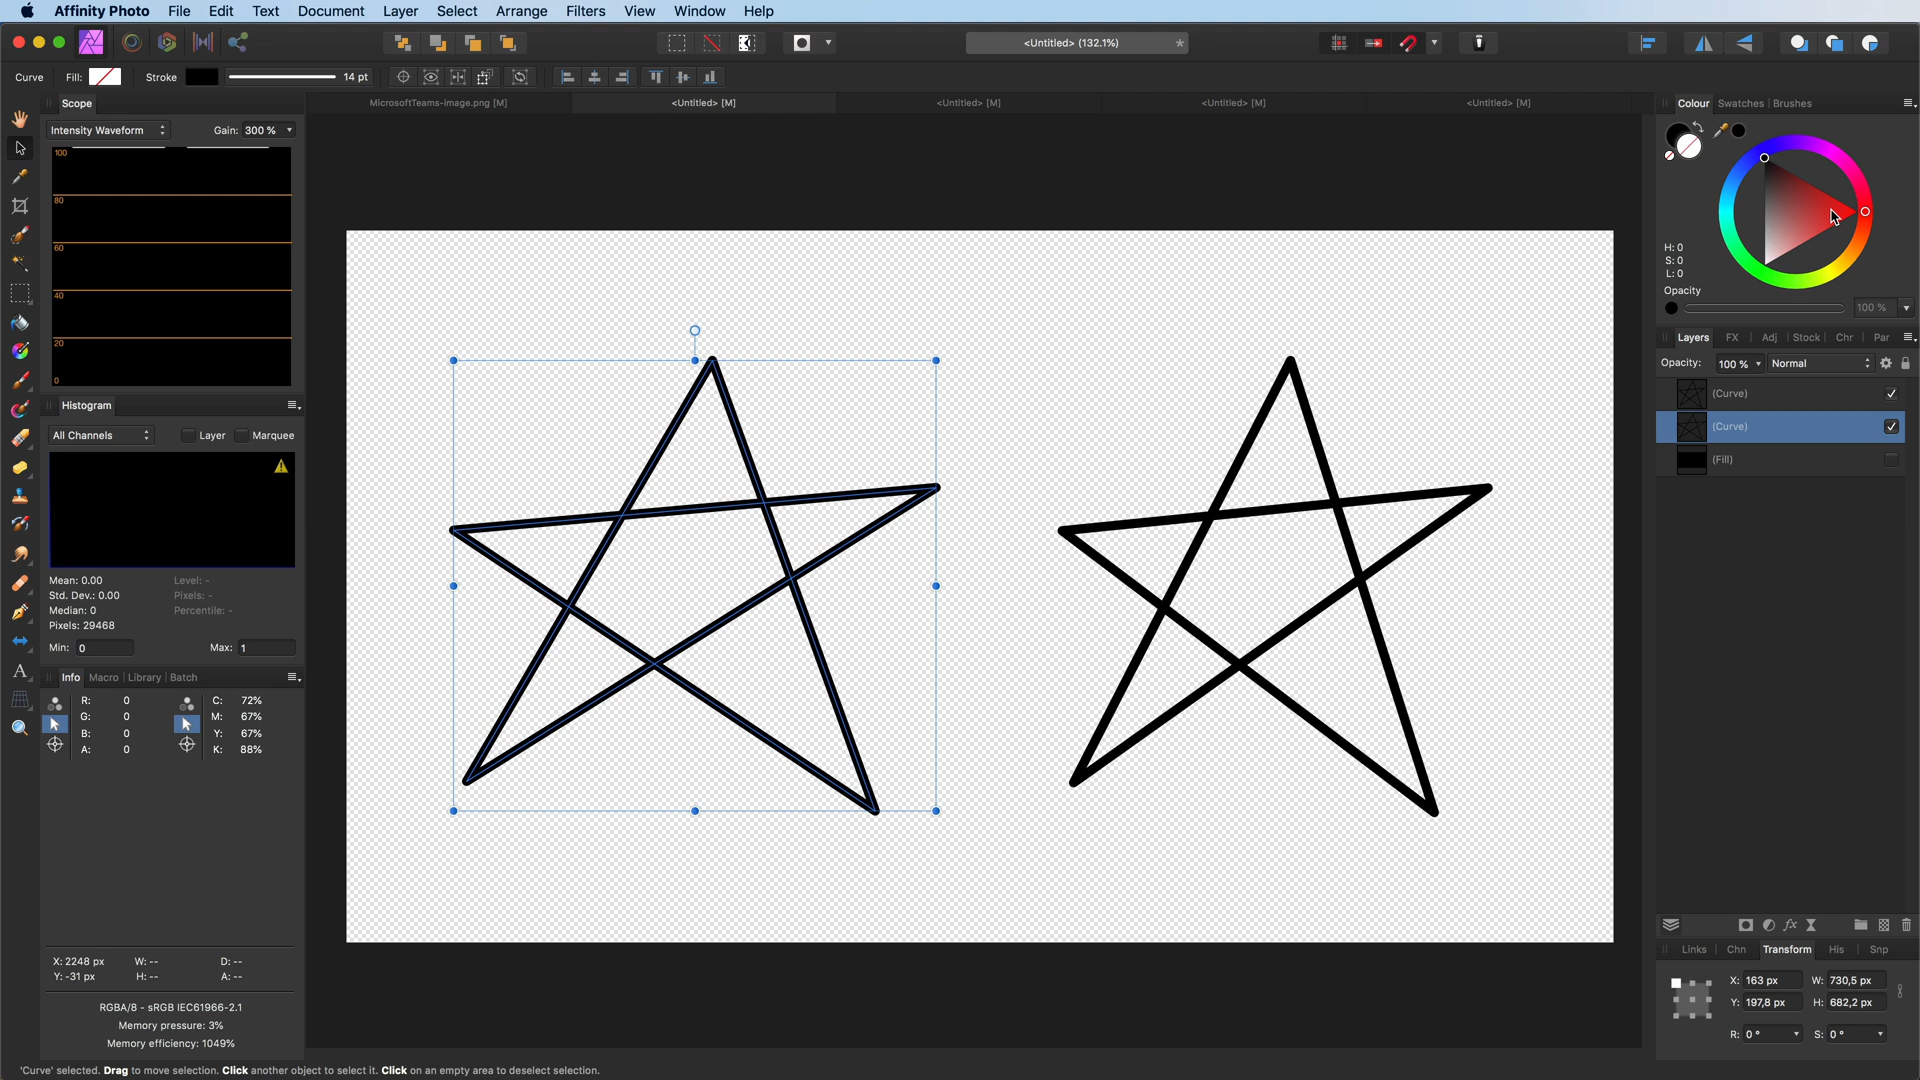 Affinity Photo File Edit Text Document Layer Select Arrange Filters View Window Help
<Untitled> (132.1%)
Curve Fill: Stroke 14 pt
MicrosoftTeams-image.png [M] <Untitled> [M] <Untitled> [M] <Untitled> [M] <Untitled> [M]
Scope
Intensity Waveform Gain: 300 %
100
80
60
40
20
0
Histogram
All Channels Layer Marquee
Mean: 0.00 Level: -
Std. Dev.: 0.00 Pixels: -
Median: 0 Percentile: -
Pixels: 29468
Min: 0 Max: 1
Info Macro Library Batch
R: 0 C: 72%
G: 0 M: 67%
B: 0 Y: 67%
A: 0 K: 88%
X: 2248 px W: -- D: --
Y: -31 px H: -- A: --
RGBA/8 - sRGB IEC61966-2.1
Memory pressure: 3%
Memory efficiency: 1049%
Colour Swatches Brushes
H: 0
S: 0
L: 0
Opacity
100 %
Layers FX Adj Stock Chr Par
Opacity: 100 % Normal
(Curve)
(Curve)
(Fill)
Links Chn Transform His Snp
X: 163 px W: 730,5 px
Y: 197,8 px H: 682,2 px
R: 0 ° S: 0 °
'Curve' selected. Drag to move selection. Click another object to select it. Click on an empty area to deselect selection.